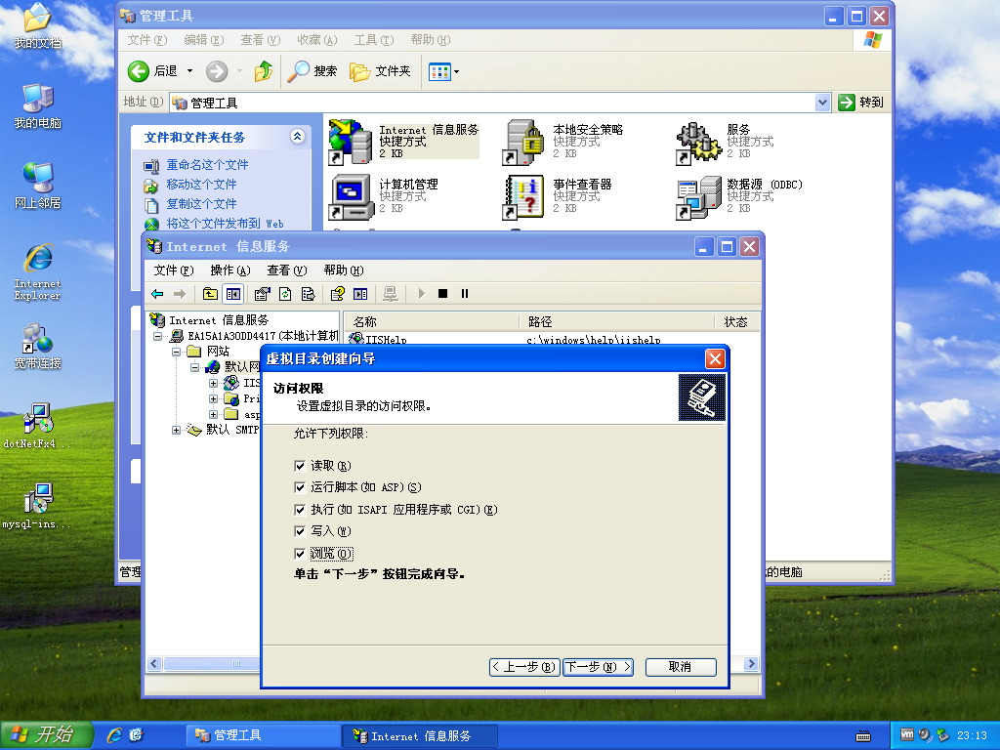 我的文档
我的电脑
网上邻居
Internet
Explorer
宽带连接
dotNetFx4...
mysql-ins...
管理工具
文件(F) 编辑(E) 查看(V) 收藏(A) 工具(T) 帮助(H)
后退 搜索 文件夹
地址(D) 管理工具 转到
文件和文件夹任务
重命名这个文件
移动这个文件
复制这个文件
将这个文件发布到 Web
Internet 信息服务
快捷方式
2 KB
本地安全策略
快捷方式
2 KB
服务
快捷方式
2 KB
计算机管理
快捷方式
2 KB
事件查看器
快捷方式
2 KB
数据源 (ODBC)
快捷方式
2 KB
Internet 信息服务
文件(F) 操作(A) 查看(V) 帮助(H)
Internet 信息服务
EA15A1A30DD4417(本地计算机
网站
默认网
IIS
Pri
asp
默认 SMTP
名称 路径 状态
IISHelp c:\windows\help\iishelp
虚拟目录创建向导
访问权限
设置虚拟目录的访问权限。
允许下列权限:
读取(R)
运行脚本(如 ASP)(S)
执行(如 ISAPI 应用程序或 CGI)(E)
写入(W)
浏览(O)
单击“下一步”按钮完成向导。
< 上一步(B) 下一步(N) > 取消
管理
的电脑
开始 管理工具 Internet 信息服务 vm 23:13